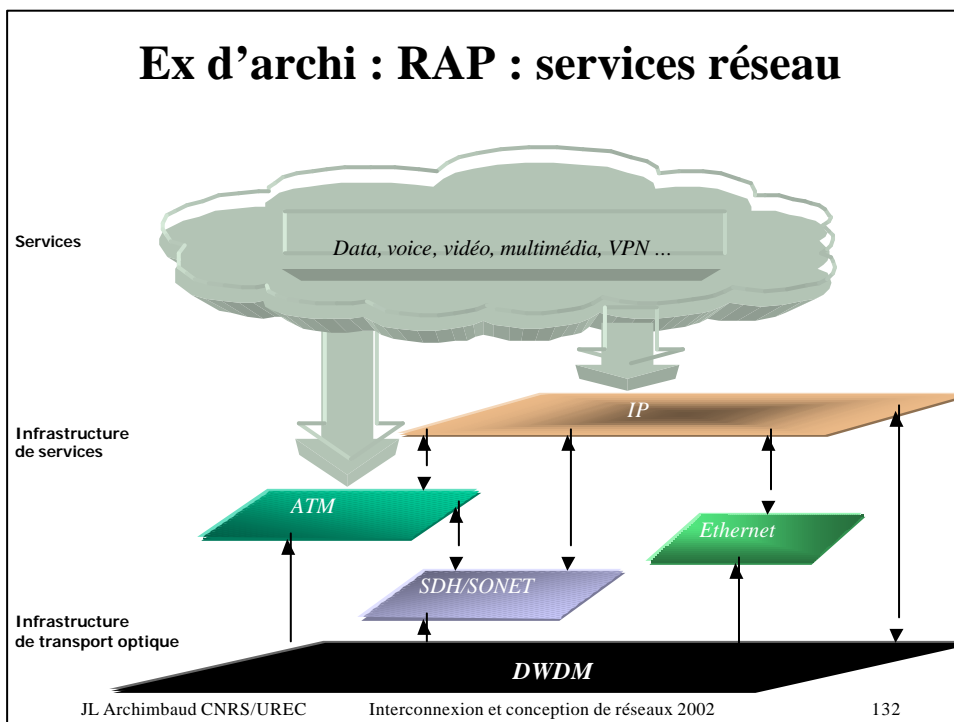 Ex d'archi : RAP : services réseau
Services
Data, voice, vidéo, multimédia, VPN ...
IP
Infrastructure
de services
ATM
Ethernet
SDH/SONET
Infrastructure
de transport optique
DWDM
JL Archimbaud CNRS/UREC Interconnexion et conception de réseaux 2002 132